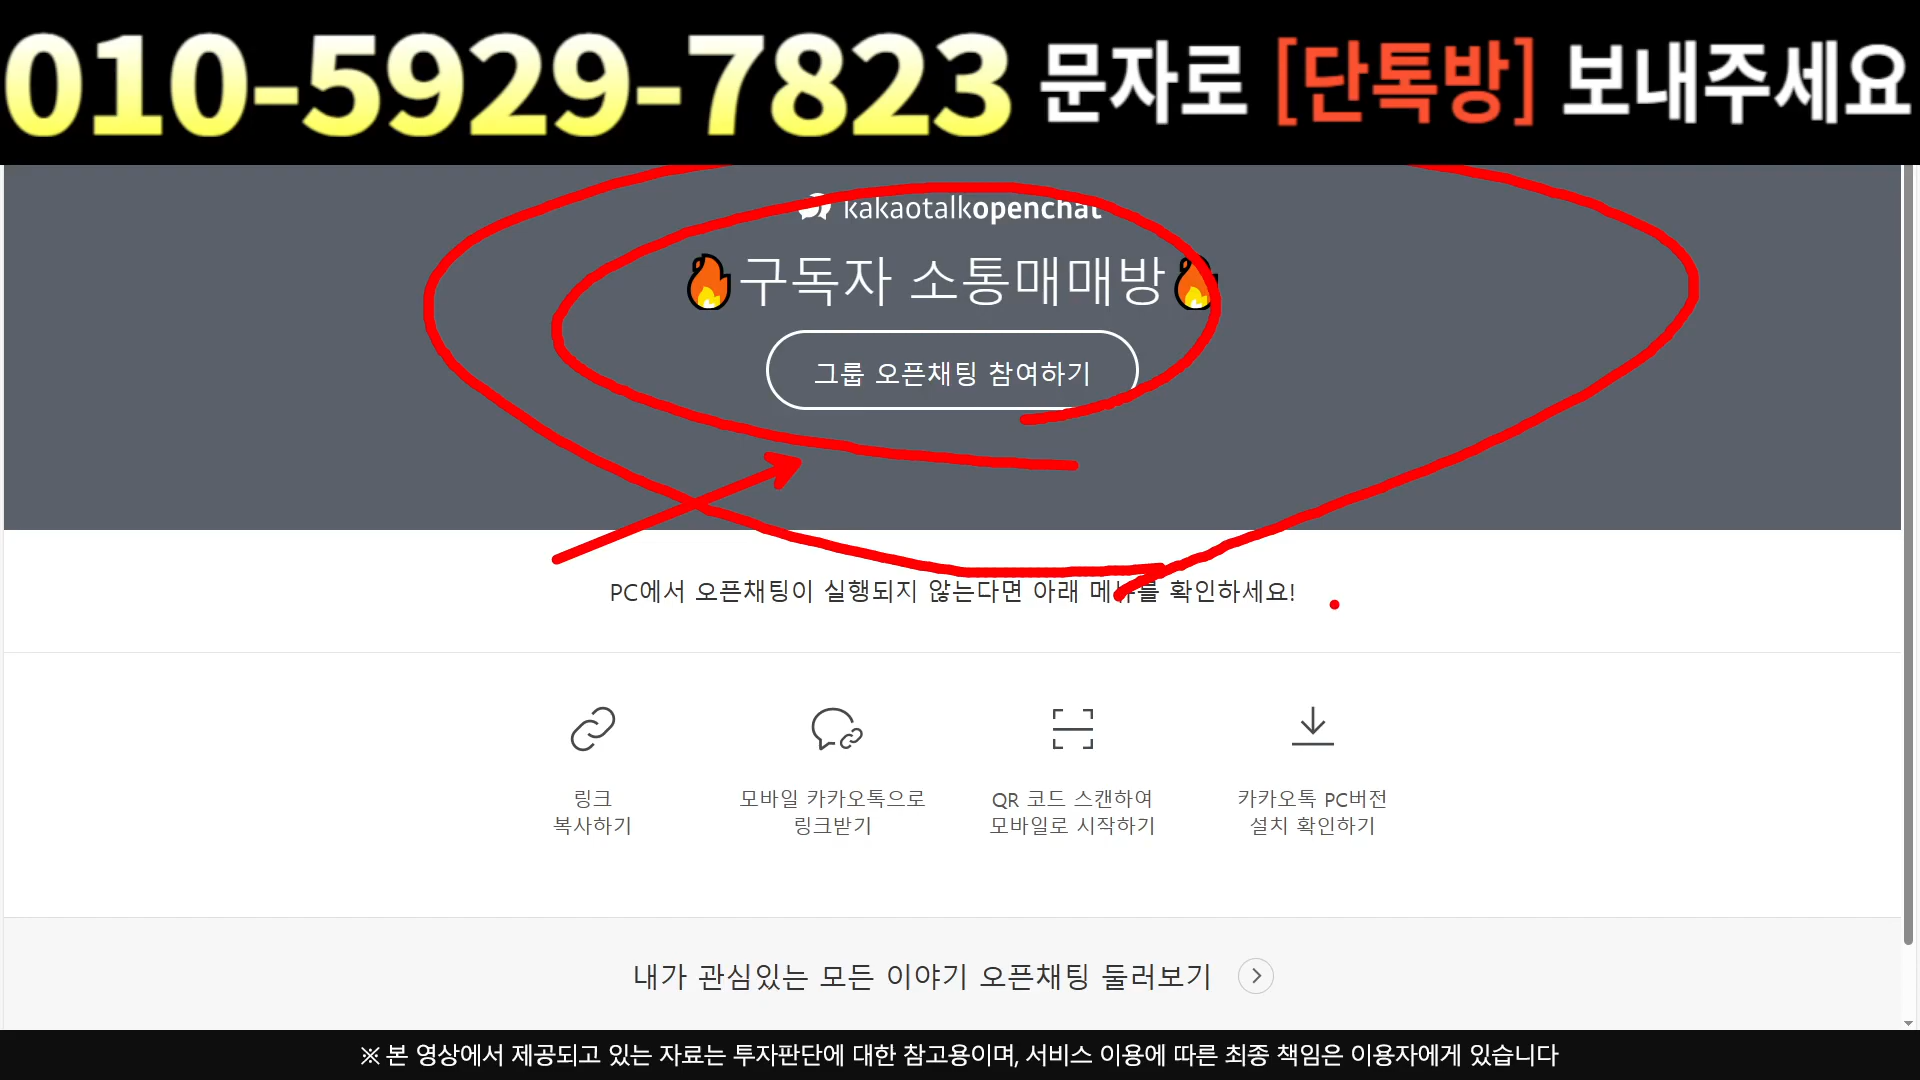 010-5929-7823 문자로 [단톡방] 보내주세요
kakaotalkopenchat
🔥구독자 소통매매방🔥
그룹 오픈채팅 참여하기
PC에서 오픈채팅이 실행되지 않는다면 아래 메뉴를 확인하세요!
링크
복사하기
모바일 카카오톡으로
링크받기
QR 코드 스캔하여
모바일로 시작하기
카카오톡 PC버전
설치 확인하기
내가 관심있는 모든 이야기 오픈채팅 둘러보기
※ 본 영상에서 제공되고 있는 자료는 투자판단에 대한 참고용이며, 서비스 이용에 따른 최종 책임은 이용자에게 있습니다